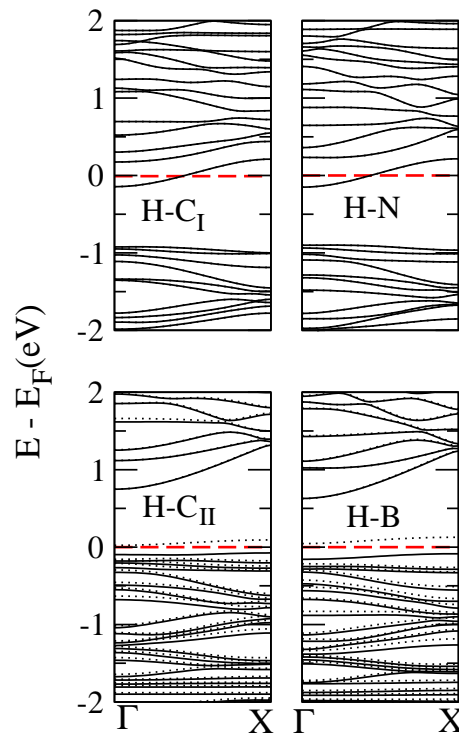 2
1
0
-1
-2
H-C_I
H-N
E - E_F(eV)
2
1
0
-1
-2
H-C_II
H-B
Γ X Γ X